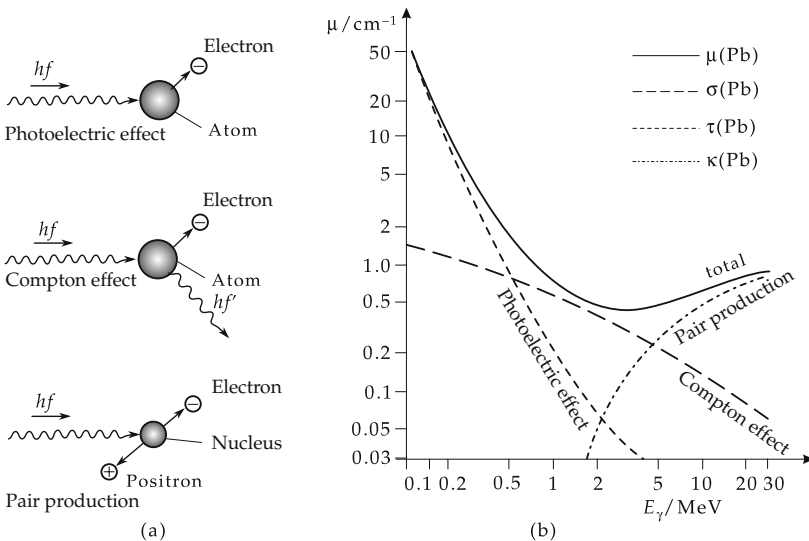 Electron
hf
Photoelectric effect
Atom
Electron
hf
Compton effect
Atom
hf′
Electron
hf
Nucleus
Positron
Pair production
(a)
μ/cm⁻¹
50
20
10
5
2
1.0
0.5
0.2
0.1
0.05
0.03
μ(Pb)
σ(Pb)
τ(Pb)
κ(Pb)
total
Pair production
Photoelectric effect
Compton effect
0.1 0.2 0.5 1 2 5 10 20 30
Eγ/MeV
(b)